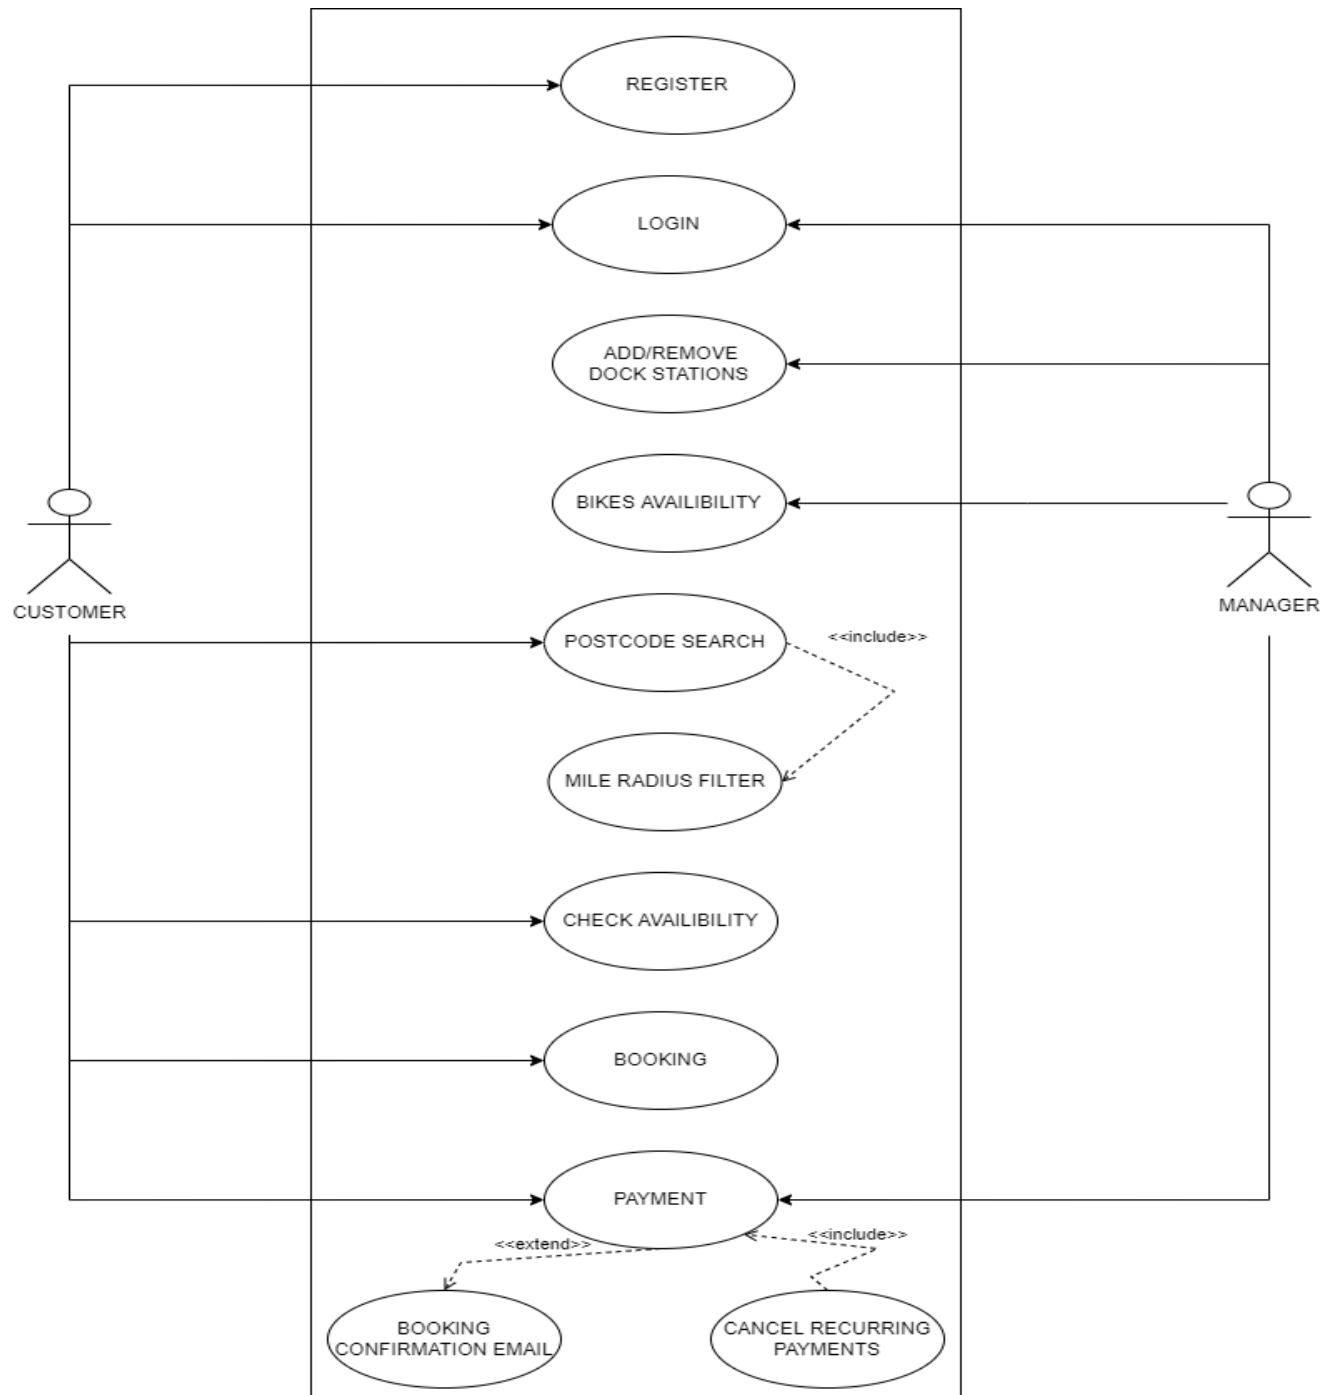 REGISTER
LOGIN
ADD/REMOVE
DOCK STATIONS
BIKES AVAILIBILITY
CUSTOMER
MANAGER
POSTCODE SEARCH
<<include>>
MILE RADIUS FILTER
CHECK AVAILIBILITY
BOOKING
PAYMENT
<<extend>>
<<include>>
BOOKING
CONFIRMATION EMAIL
CANCEL RECURRING
PAYMENTS